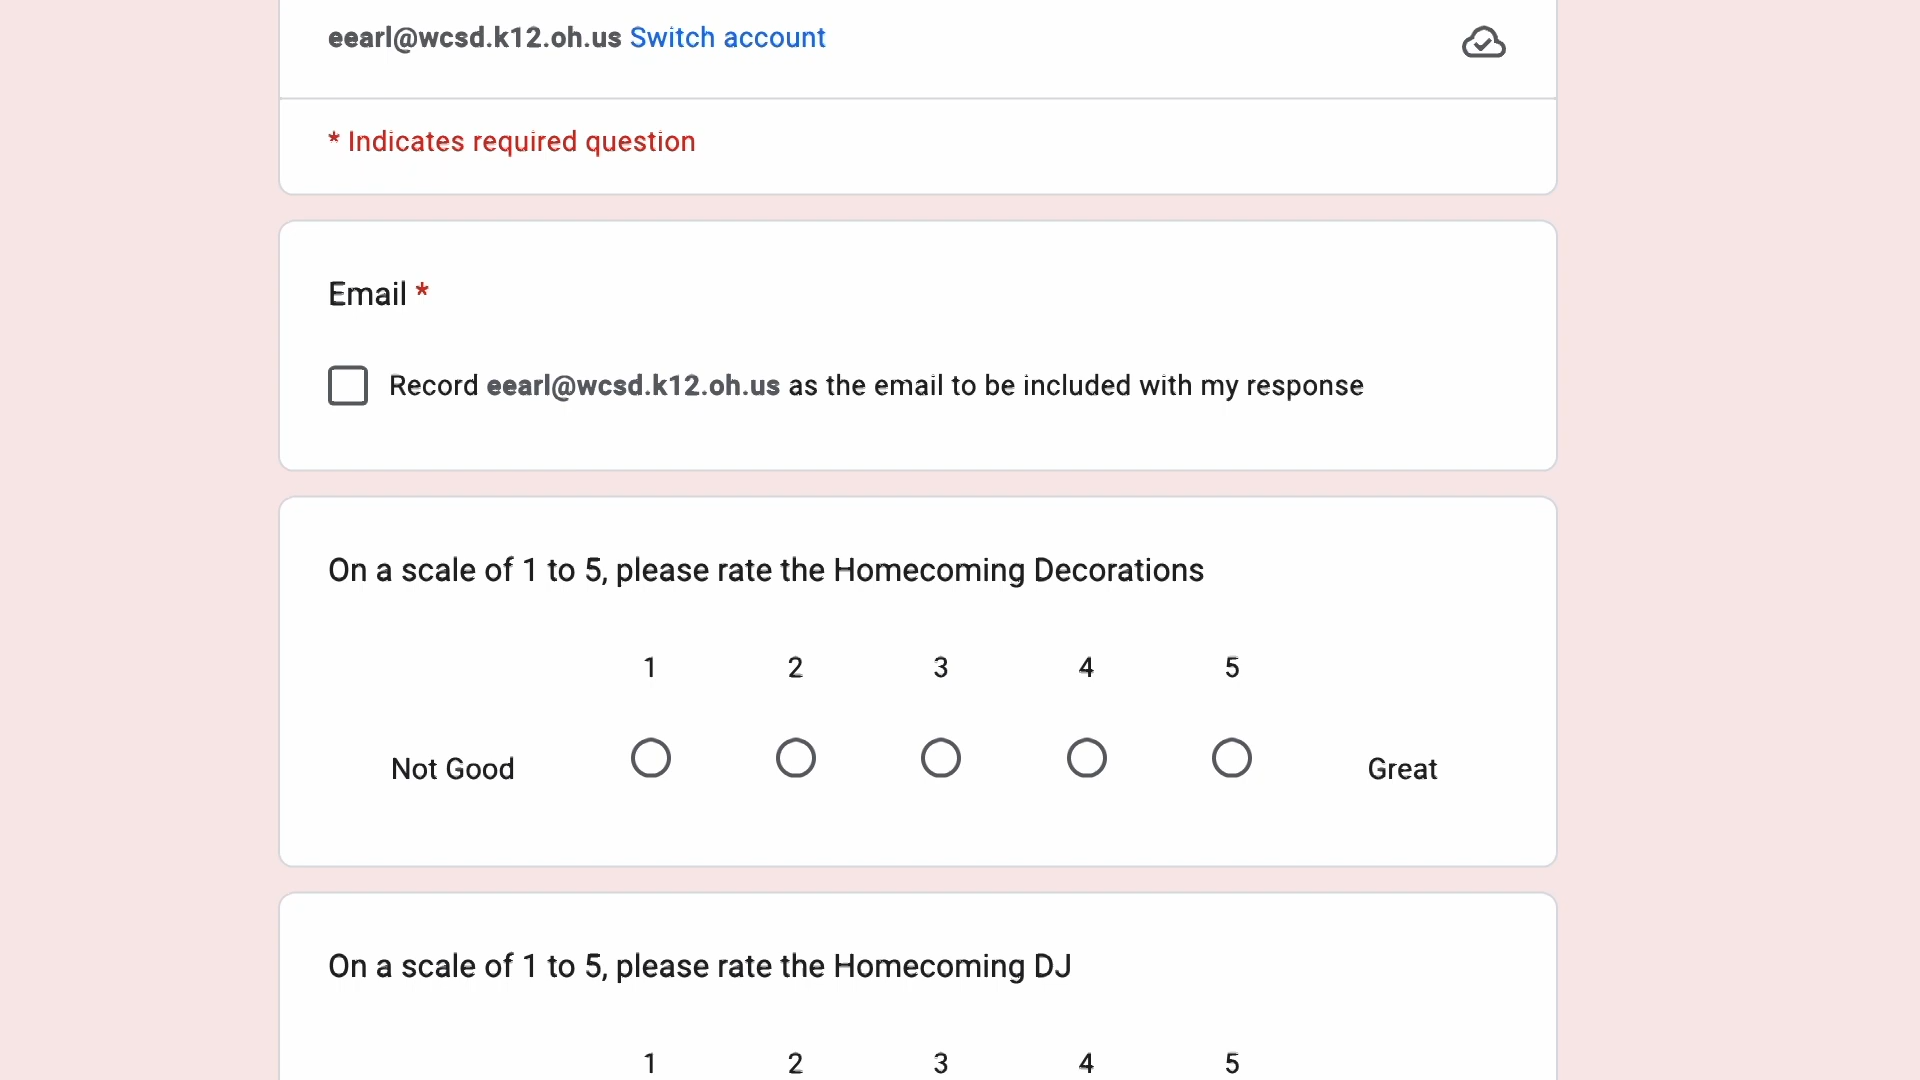 eearl@wcsd.k12.oh.us Switch account
* Indicates required question
Email *
Record eearl@wcsd.k12.oh.us as the email to be included with my response
On a scale of 1 to 5, please rate the Homecoming Decorations
1 2 3 4 5
Not Good Great
On a scale of 1 to 5, please rate the Homecoming DJ
1 2 3 4 5